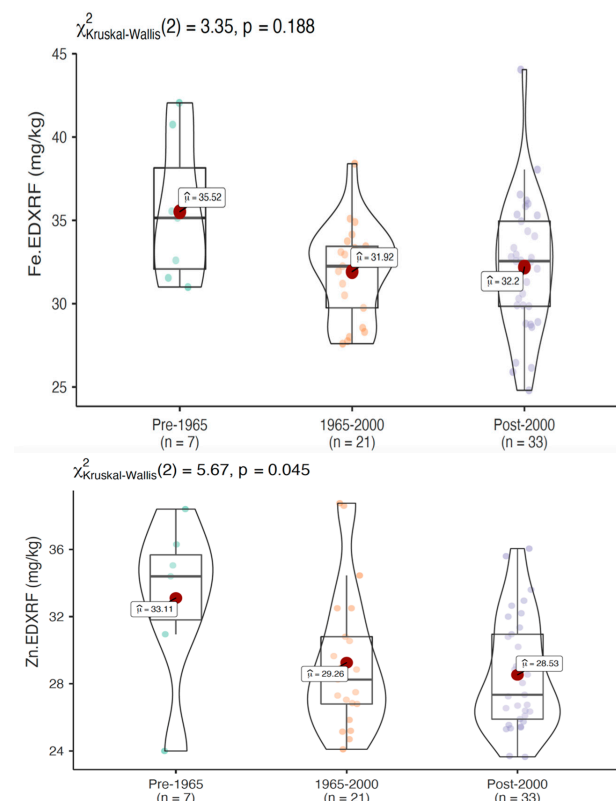 χ²Kruskal-Wallis(2) = 3.35, p = 0.188
45
40
35
30
25
Fe.EDXRF (mg/kg)
μ̂ = 35.52
μ̂ = 31.92
μ̂ = 32.2
Pre-1965 1965-2000 Post-2000
(n = 7) (n = 21) (n = 33)
χ²Kruskal-Wallis(2) = 5.67, p = 0.045
36
32
28
24
Zn.EDXRF (mg/kg)
μ̂ = 33.11
μ̂ = 29.26
μ̂ = 28.53
Pre-1965 1965-2000 Post-2000
(n = 7) (n = 21) (n = 33)